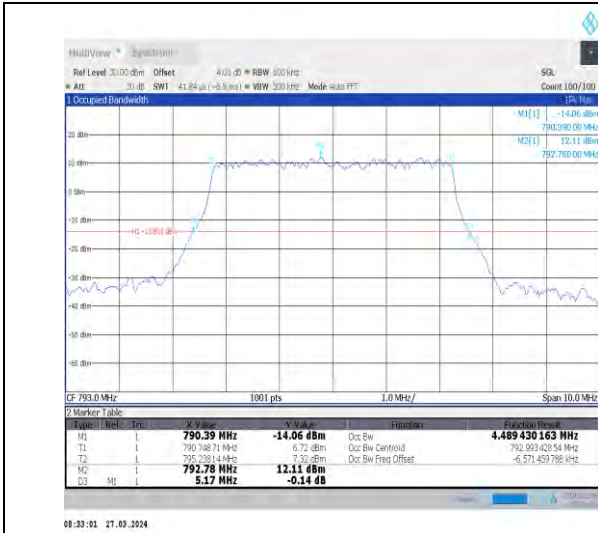 MultiView Spectrum
Ref Level 30.00 dBm Offset 4.01 dB RBW 100 kHz SGL
Att 30 dB SWT 41.84 µs (~6.8 ms) VBW 300 kHz Mode Auto FFT Count 100/100
1 Occupied Bandwidth 1Pk Max
M1[1] -14.06 dBm
790.390 00 MHz
M2[1] 12.11 dBm
792.780 00 MHz
20 dBm
10 dBm
0 dBm
-10 dBm
-20 dBm
-30 dBm
-40 dBm
-50 dBm
-60 dBm
CF 793.0 MHz 1001 pts 1.0 MHz/ Span 10.0 MHz
2 Marker Table
Type Ref Trc X Value Y Value Function Function Result
M1 1 790.39 MHz -14.06 dBm Occ Bw 4.489 430 163 MHz
T1 1 790.748 71 MHz 6.72 dBm Occ Bw Centroid 792.993 428 54 MHz
T2 1 795.238 14 MHz 7.32 dBm Occ Bw Freq Offset -6.571 459 788 kHz
M2 1 792.78 MHz 12.11 dBm
D3 M1 1 5.17 MHz -0.14 dB
08:33:01 27.03.2024